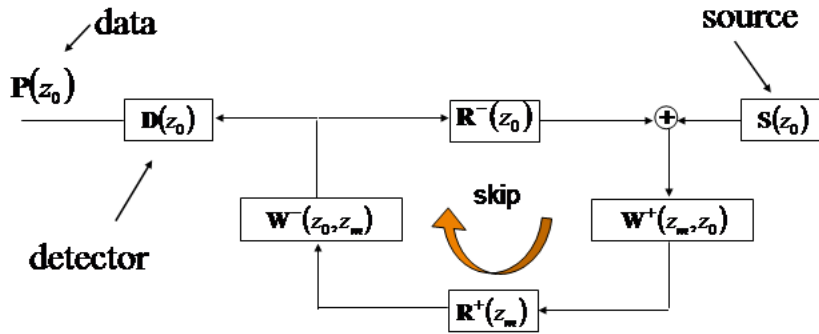 data
source
P(z₀)
D(z₀)
R⁻(z₀)
+
S(z₀)
W⁻(z₀,zₘ)
skip
W⁺(zₘ,z₀)
detector
R⁺(zₘ)